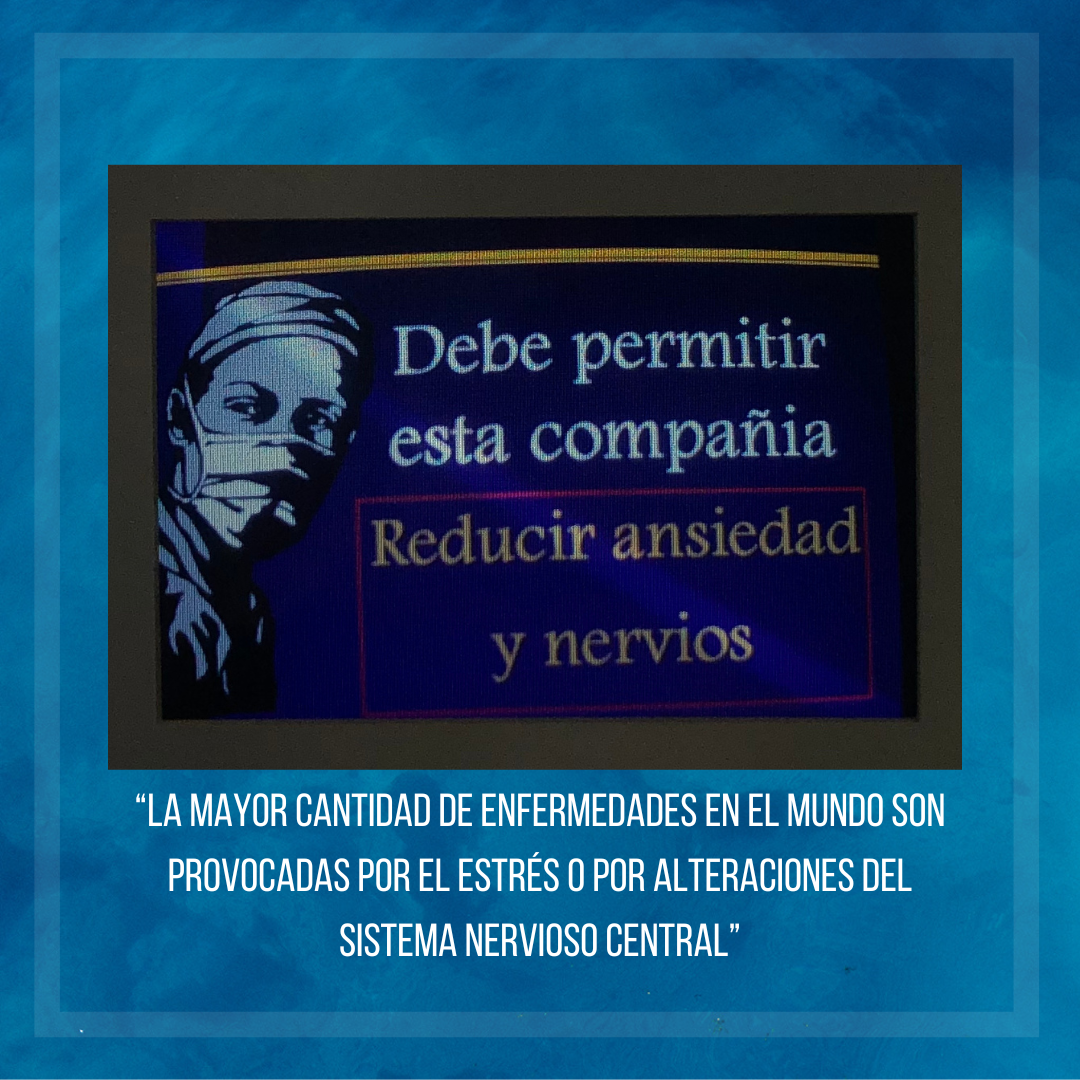 Debe permitir
esta compañia
Reducir ansiedad
y nervios
“LA MAYOR CANTIDAD DE ENFERMEDADES EN EL MUNDO SON
PROVOCADAS POR EL ESTRÉS O POR ALTERACIONES DEL
SISTEMA NERVIOSO CENTRAL”